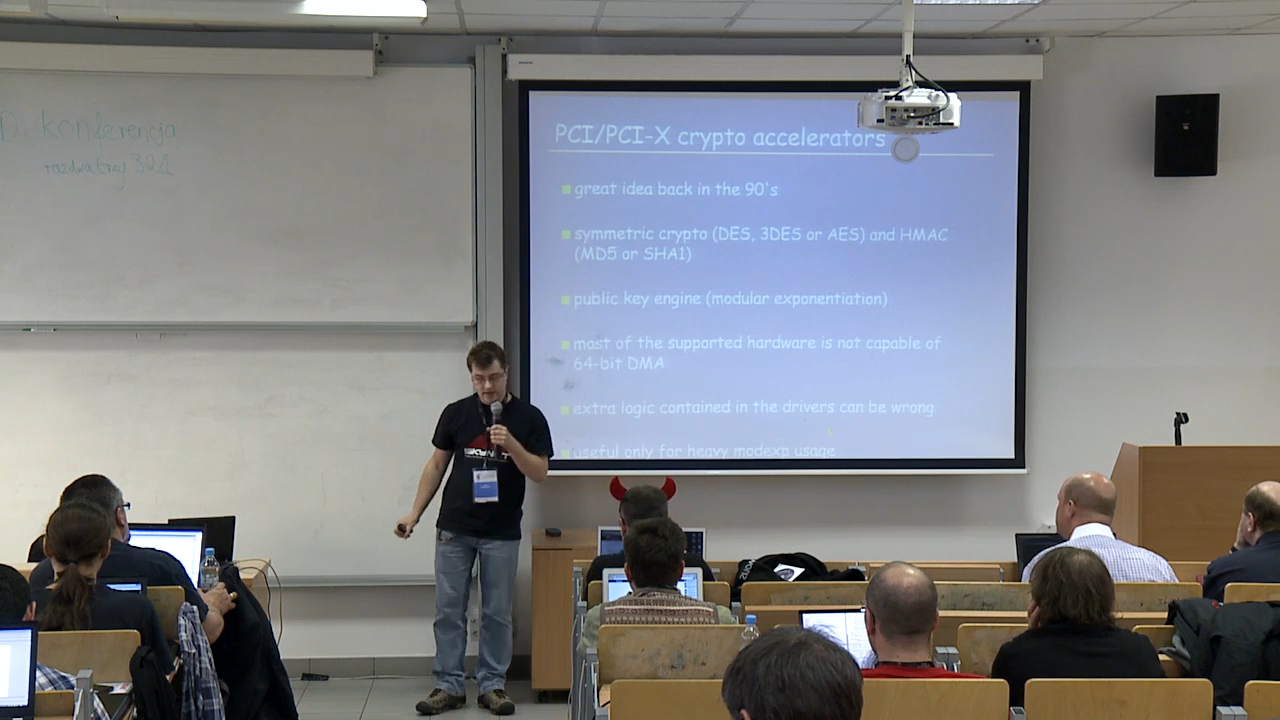 konferencja
PCI/PCI-X crypto accelerators
great idea back in the 90's
symmetric crypto (DES, 3DES or AES) and HMAC
(MD5 or SHA1)
public key engine (modular exponentiation)
most of the supported hardware is not capable of
64-bit DMA
extra logic contained in the drivers can be wrong
useful only for heavy modexp usage